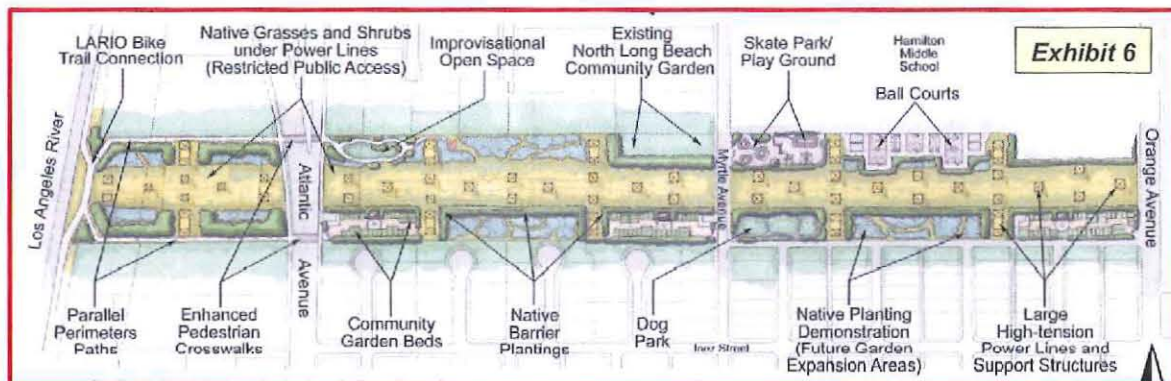 LARIO Bike
Trail Connection
Native Grasses and Shrubs
under Power Lines
(Restricted Public Access)
Improvisational
Open Space
Existing
North Long Beach
Community Garden
Skate Park/
Play Ground
Hamilton
Middle
School
Ball Courts
Exhibit 6
Los Angeles River
Atlantic
Avenue
Myrtle Avenue
Orange Avenue
Parallel
Perimeters
Paths
Enhanced
Pedestrian
Crosswalks
Community
Garden Beds
Native
Barrier
Plantings
Dog
Park
Street
Native Planting
Demonstration
(Future Garden
Expansion Areas)
Large
High-tension
Power Lines and
Support Structures